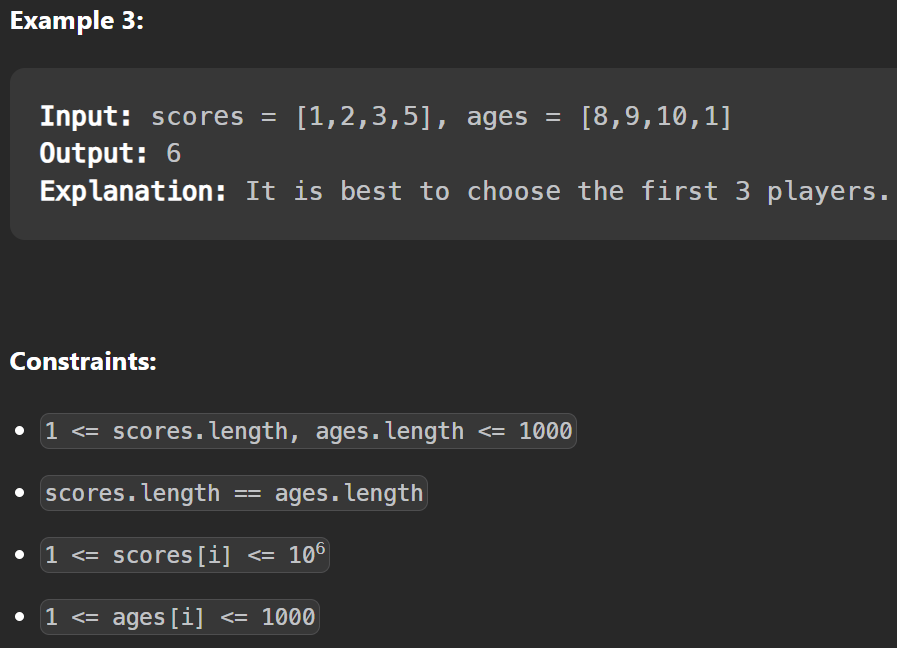 Example 3:
Input: scores = [1,2,3,5], ages = [8,9,10,1]
Output: 6
Explanation: It is best to choose the first 3 players.
Constraints:
1 <= scores.length, ages.length <= 1000
scores.length == ages.length
1 <= scores[i] <= 10⁶
1 <= ages[i] <= 1000